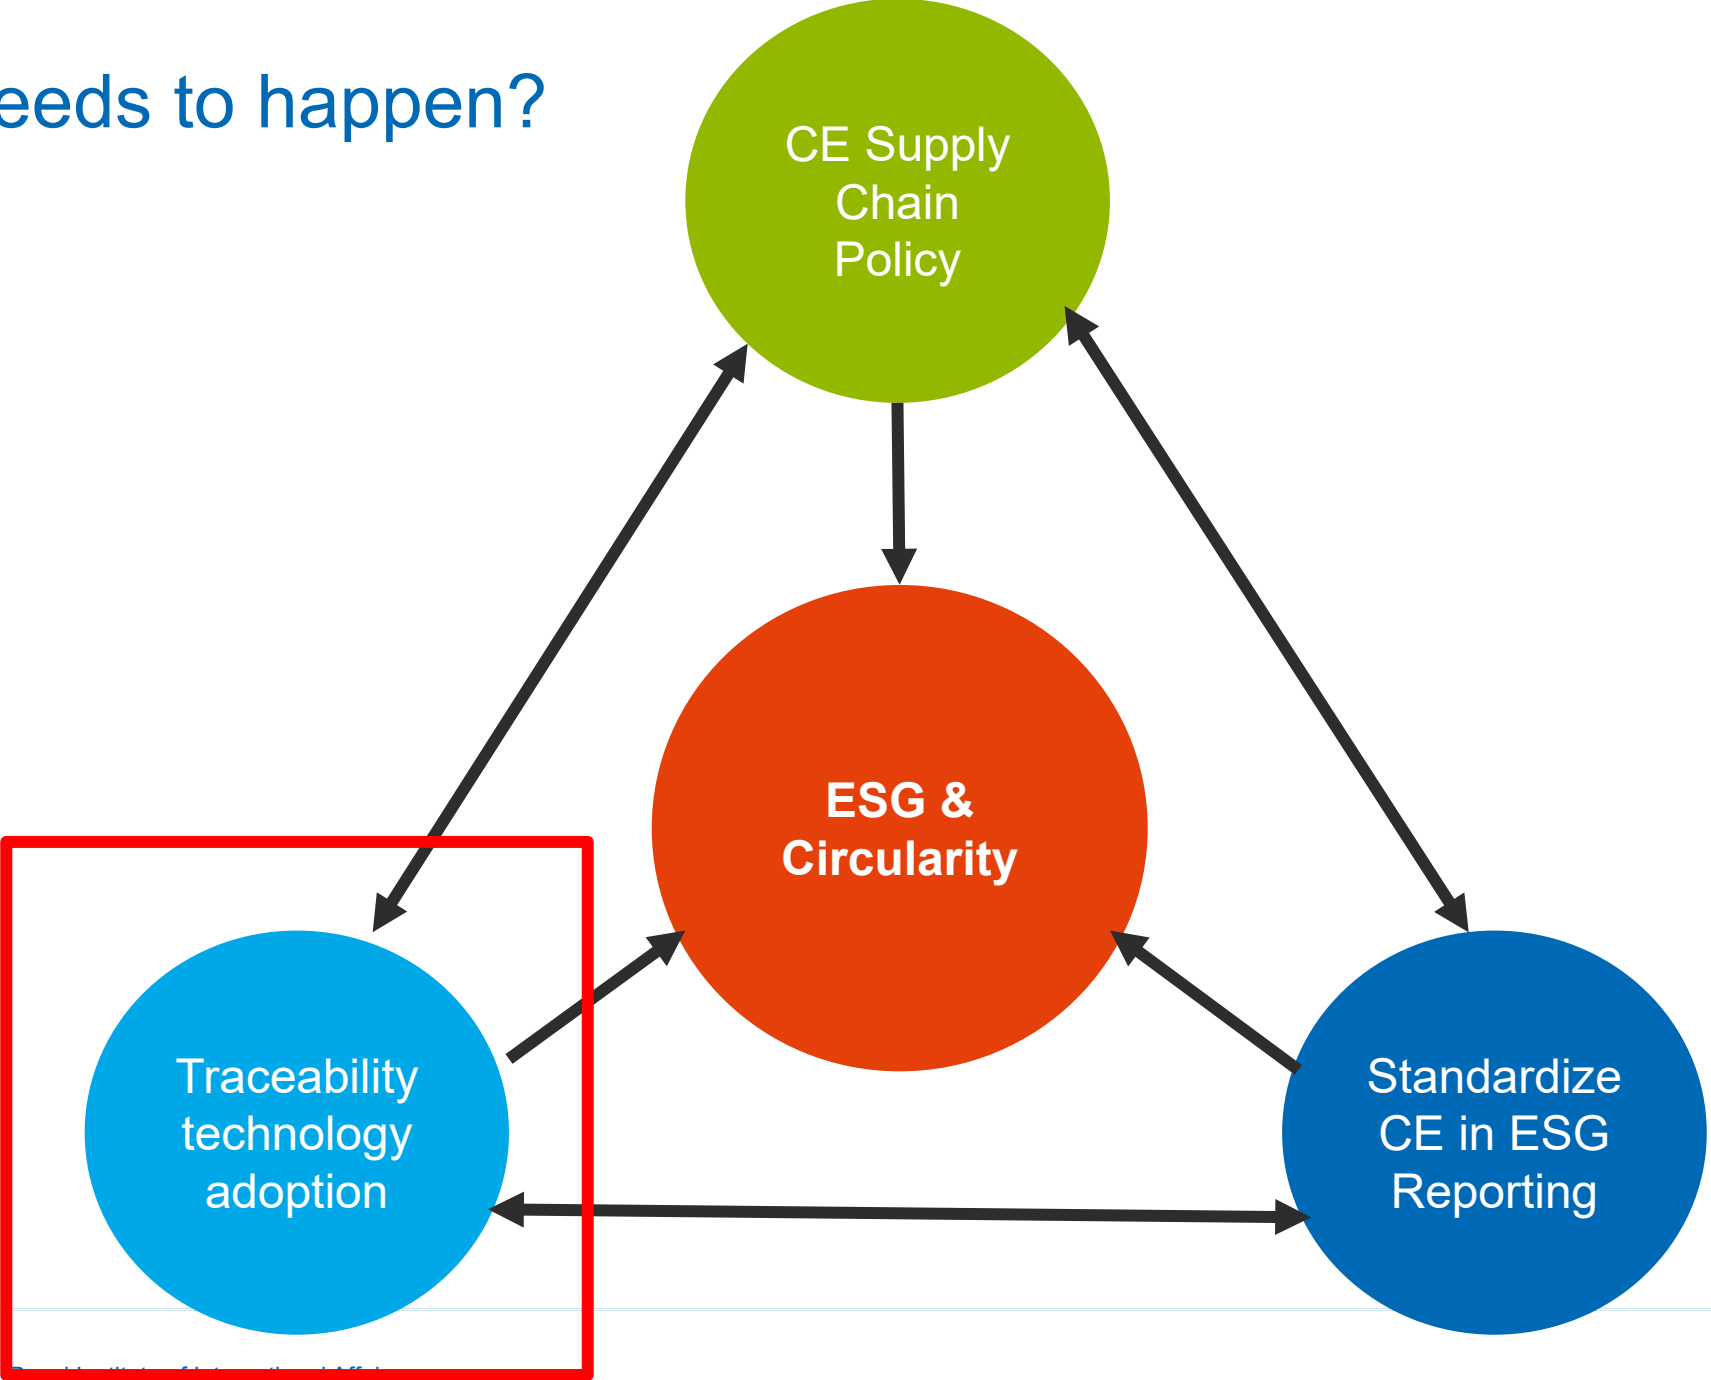 eeds to happen?
CE Supply
Chain
Policy
ESG &
Circularity
Traceability
technology
adoption
Standardize
CE in ESG
Reporting